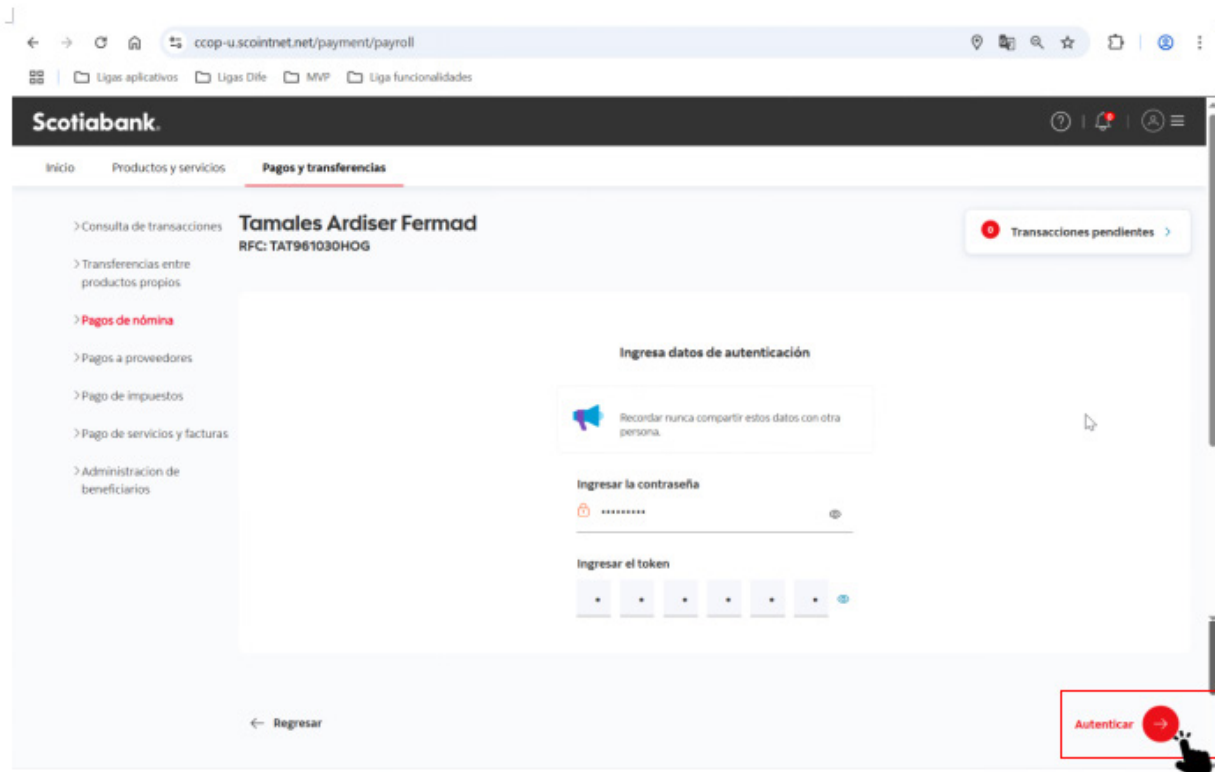 ccop-u.scointnet.net/payment/payroll
Ligas aplicativos Ligas Dife MVP Liga funcionalidades
Scotiabank.
Inicio Productos y servicios Pagos y transferencias
Consulta de transacciones
Transferencias entre
productos propios
Pagos de nómina
Pagos a proveedores
Pago de impuestos
Pago de servicios y facturas
Administracion de
beneficiarios
Tamales Ardiser Fermad
RFC: TAT961030HOG
0 Transacciones pendientes
Ingresa datos de autenticación
Recordar nunca compartir estos datos con otra
persona.
Ingresar la contraseña
•••••••••
Ingresar el token
• • • • • •
Regresar
Autenticar